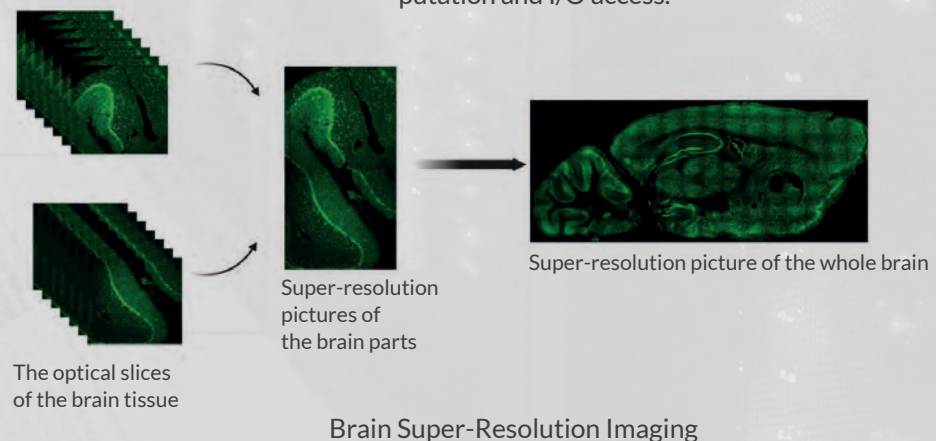 putation and I/O access.
Super-resolution
pictures of
the brain parts
Super-resolution picture of the whole brain
The optical slices
of the brain tissue
Brain Super-Resolution Imaging